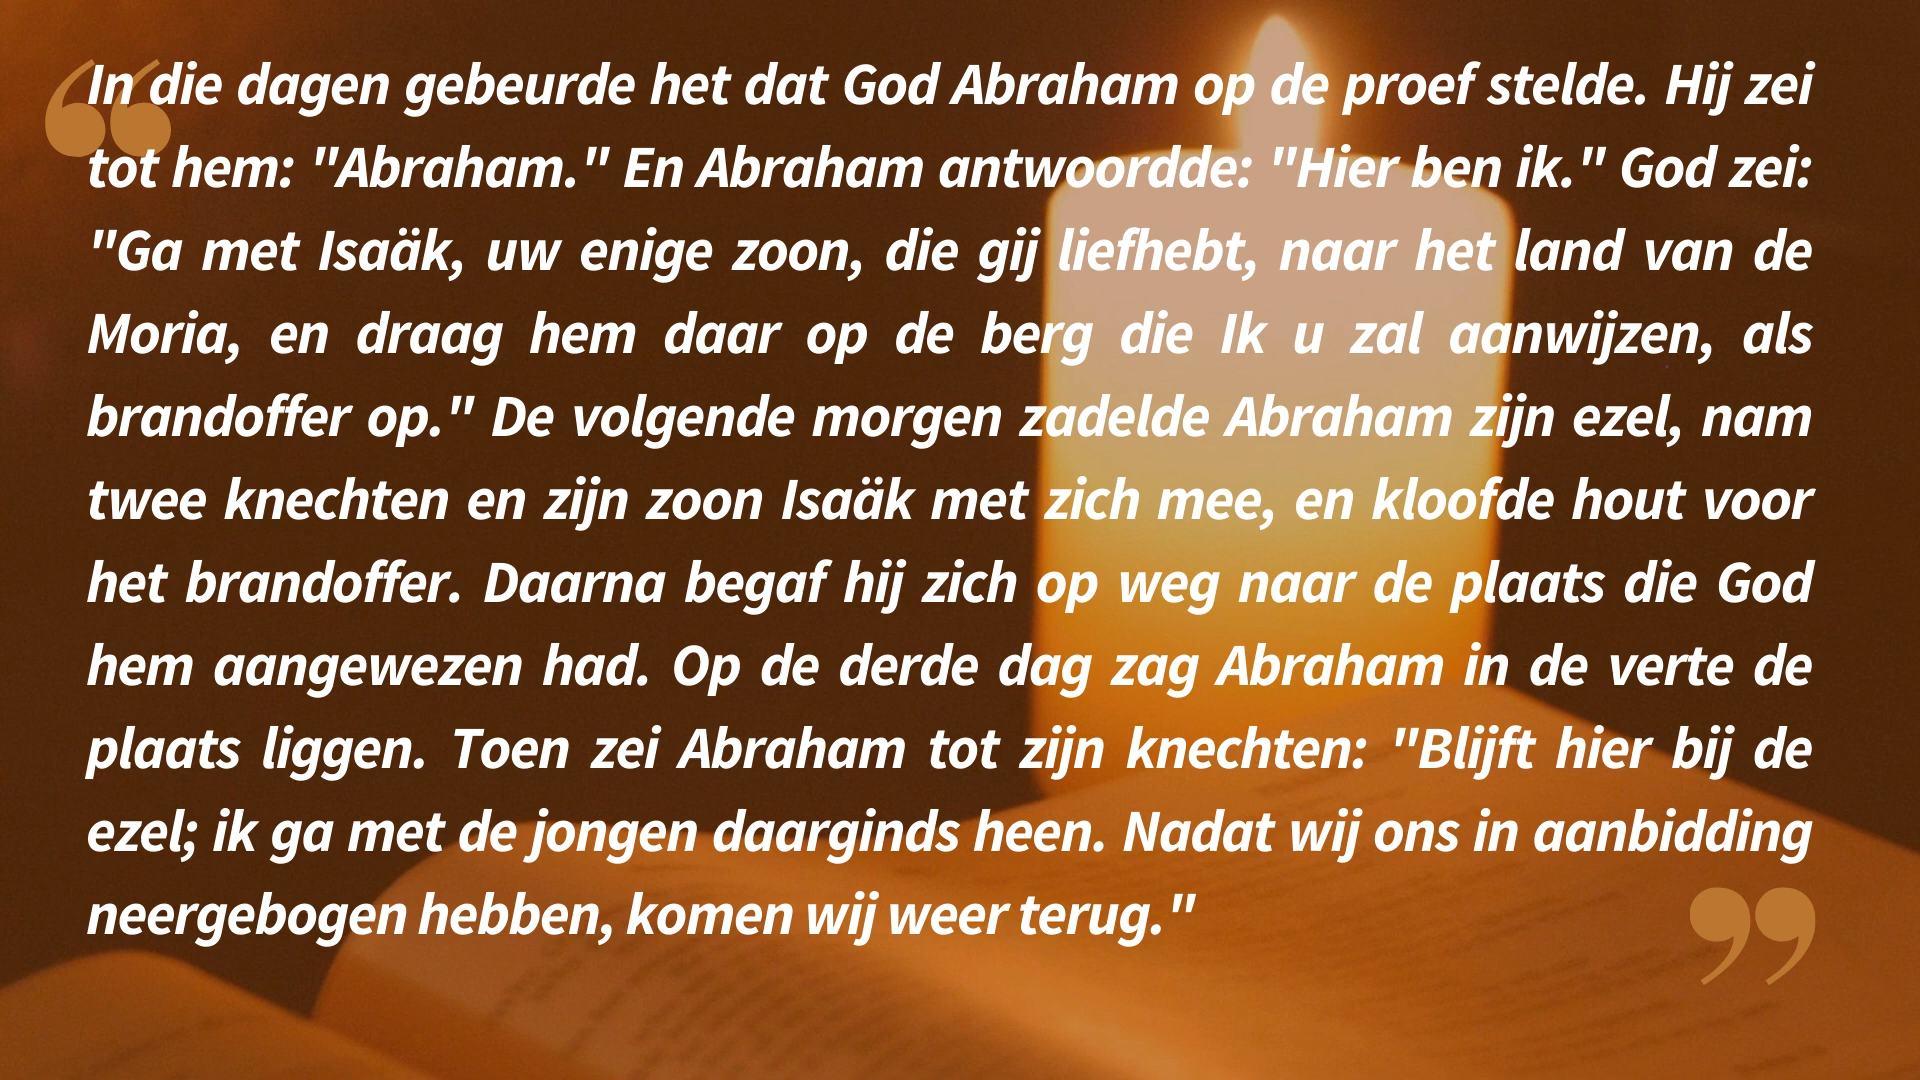 In die dagen gebeurde het dat God Abraham op de proef stelde. Hij zei
tot hem: "Abraham." En Abraham antwoordde: "Hier ben ik." God zei:
"Ga met Isaäk, uw enige zoon, die gij liefhebt, naar het land van de
Moria, en draag hem daar op de berg die Ik u zal aanwijzen, als
brandoffer op." De volgende morgen zadelde Abraham zijn ezel, nam
twee knechten en zijn zoon Isaäk met zich mee, en kloofde hout voor
het brandoffer. Daarna begaf hij zich op weg naar de plaats die God
hem aangewezen had. Op de derde dag zag Abraham in de verte de
plaats liggen. Toen zei Abraham tot zijn knechten: "Blijft hier bij de
ezel; ik ga met de jongen daarginds heen. Nadat wij ons in aanbidding
neergebogen hebben, komen wij weer terug."